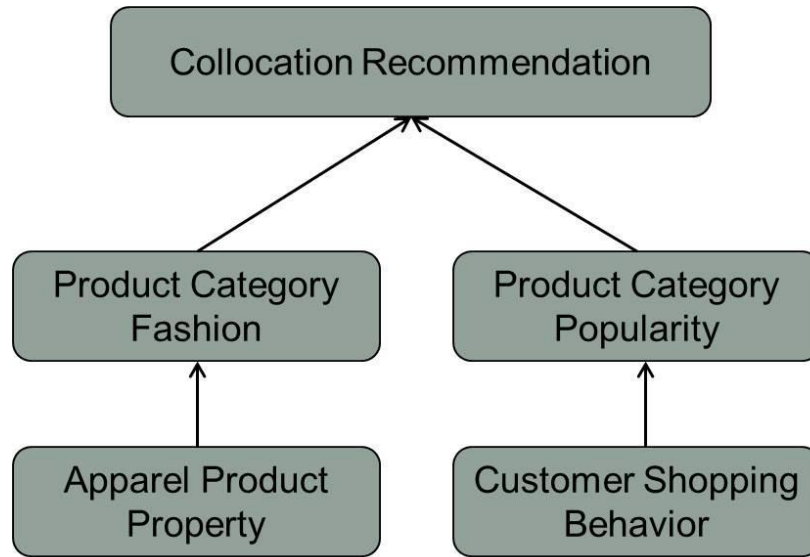 Collocation Recommendation
Product Category
Fashion
Product Category
Popularity
Apparel Product
Property
Customer Shopping
Behavior